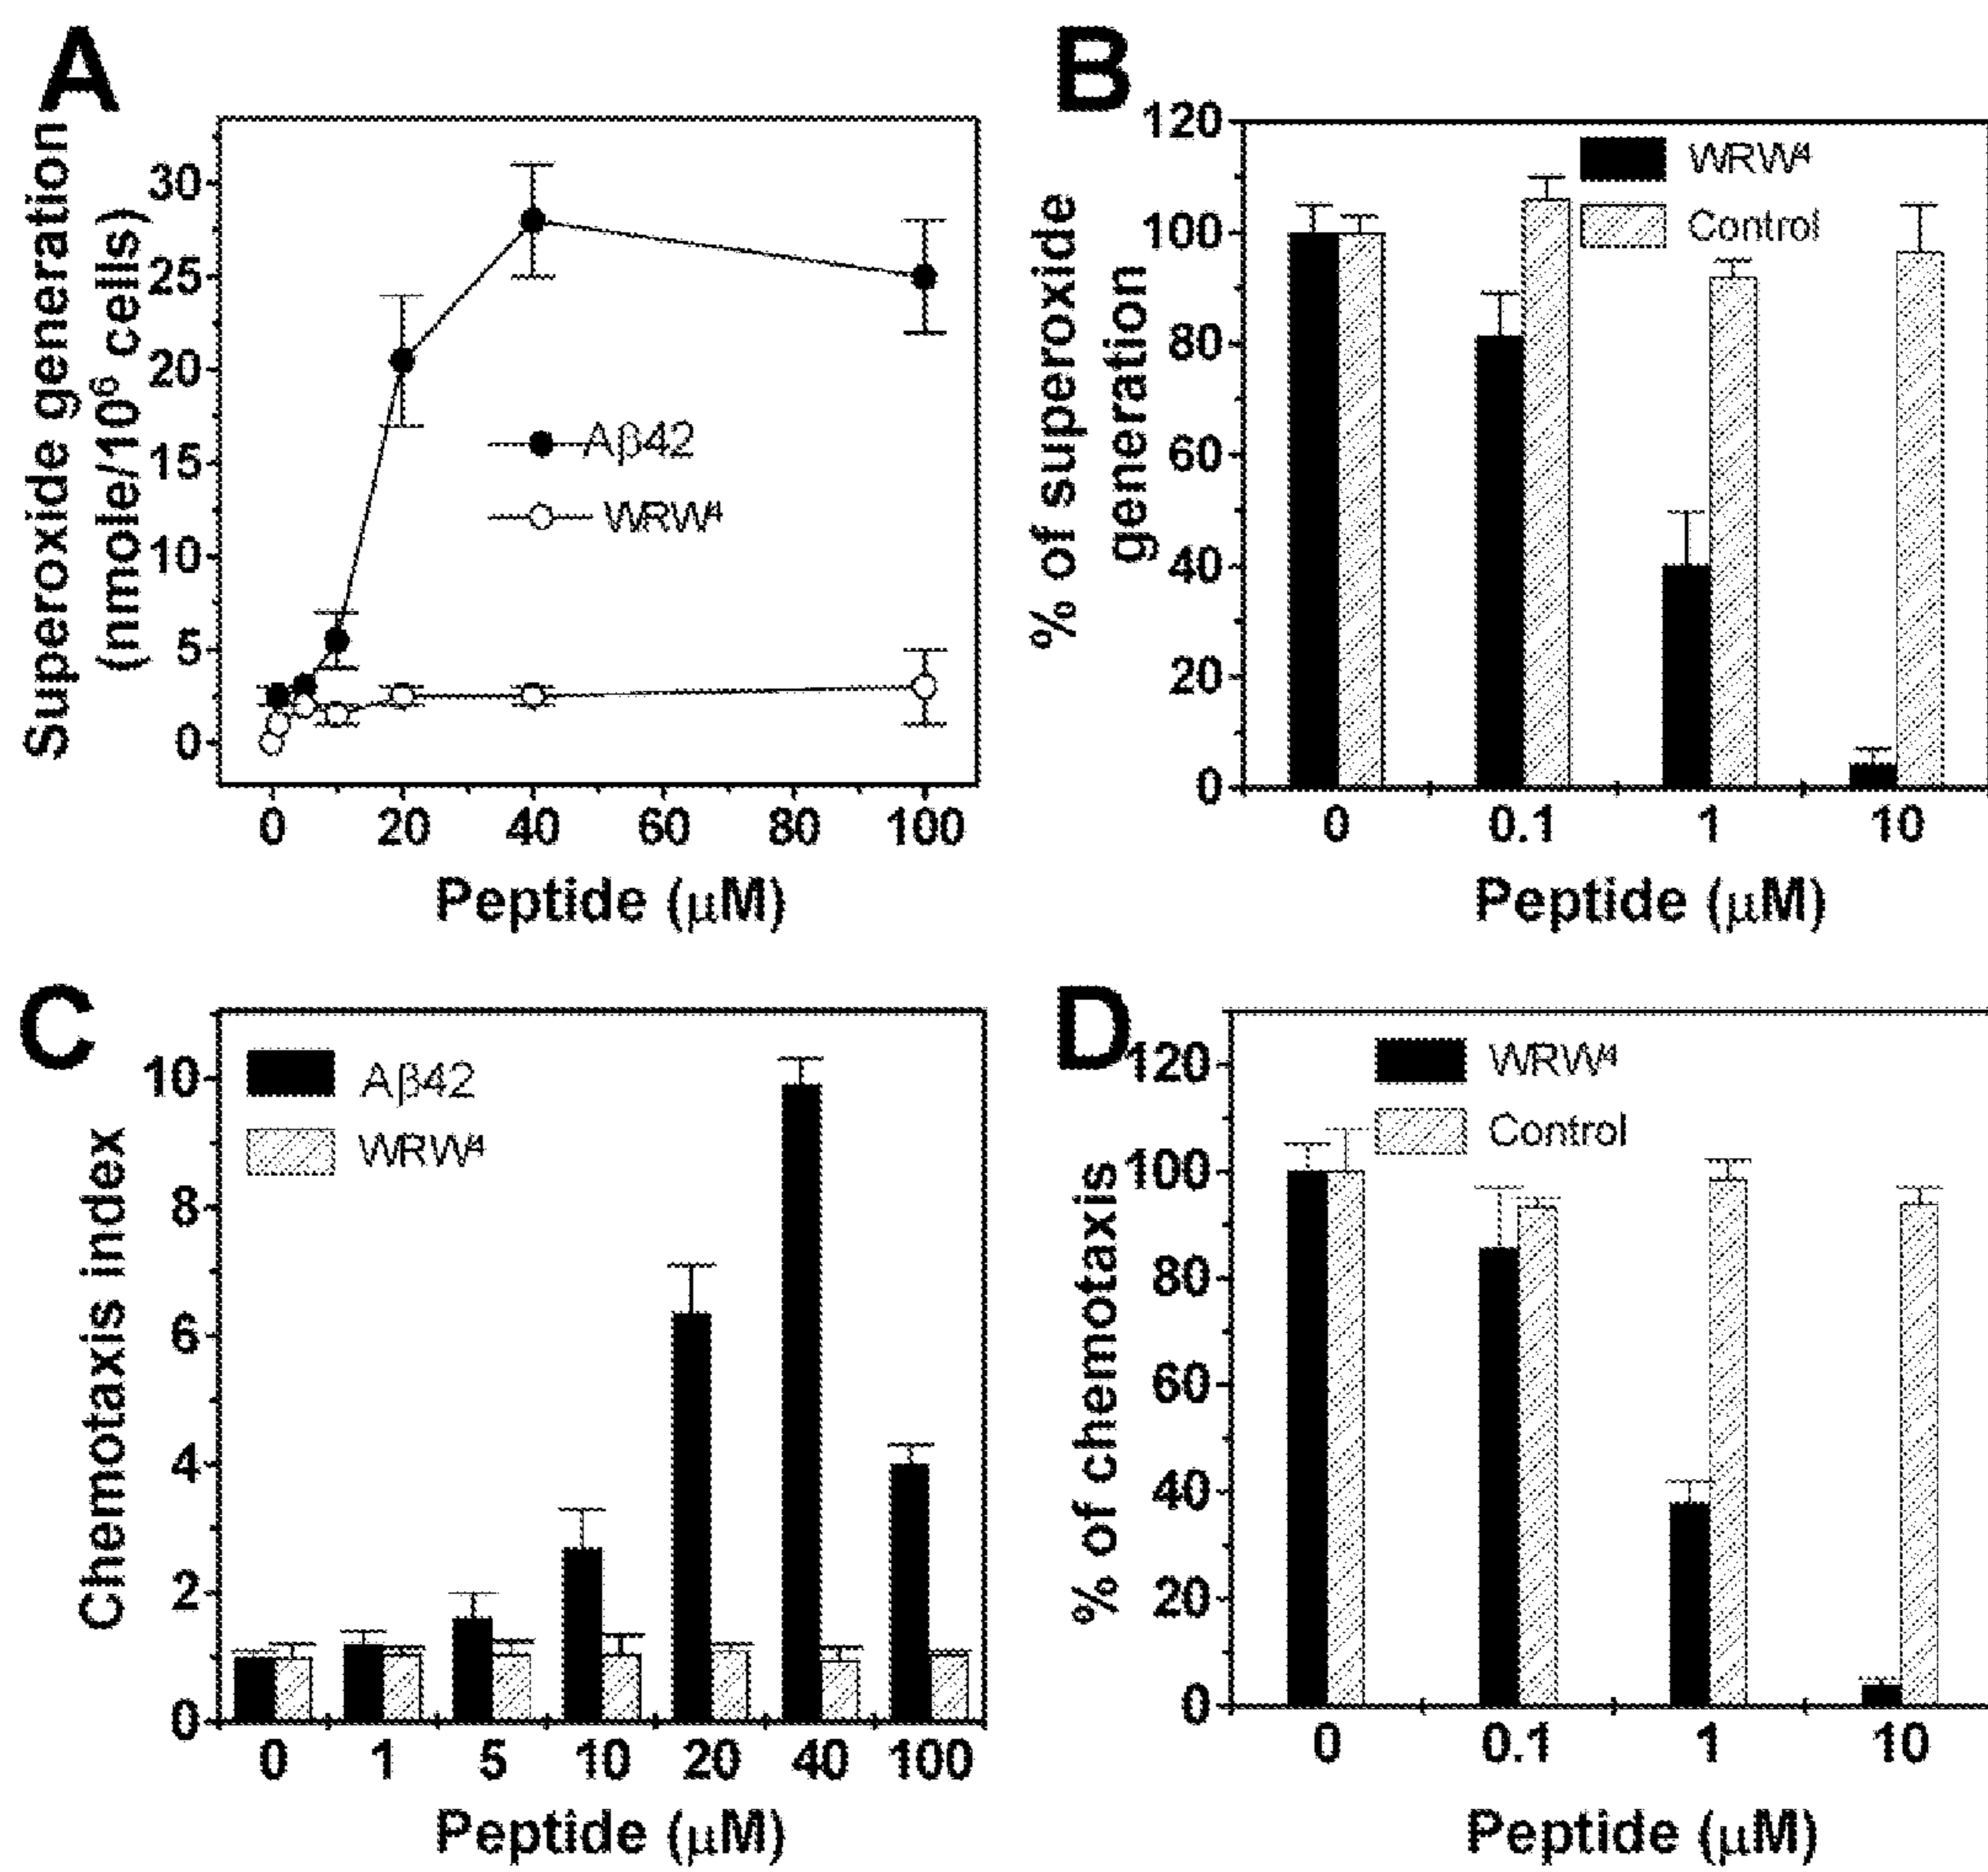 A
Superoxide generation
(nmole/10⁶ cells)
30
25
20
15
10
5
0
Aβ42
WRW⁴
0 20 40 60 80 100
Peptide (μM)
B
% of superoxide
generation
120
100
80
60
40
20
0
WRW⁴
Control
0 0.1 1 10
Peptide (μM)
C
Chemotaxis index
10
8
6
4
2
0
Aβ42
WRW⁴
0 1 5 10 20 40 100
Peptide (μM)
D
% of chemotaxis
120
100
80
60
40
20
0
WRW⁴
Control
0 0.1 1 10
Peptide (μM)